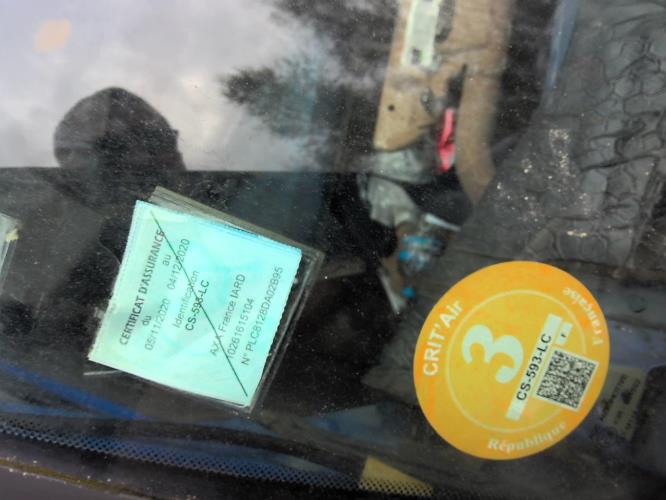 CERTIFICAT D'ASSURANCE
du au
05/11/2020 04/12/2020
Identification
CS-593-LC
AXA France IARD
10261615104
N° PLC8128DA02B95
CRIT'Air
3
CS-593-LC
République
Française